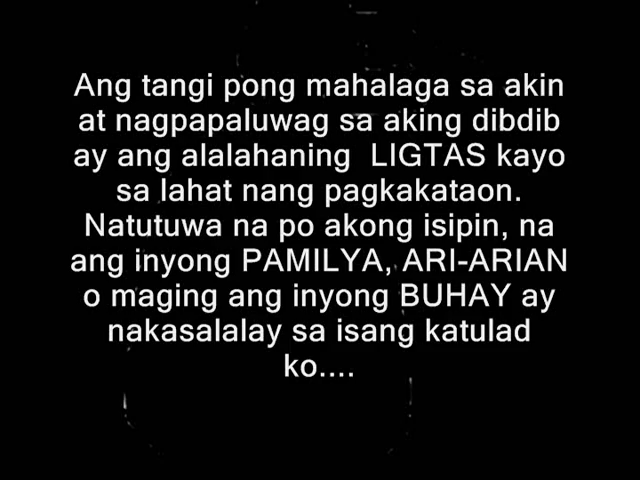 Ang tangi pong mahalaga sa akin
at nagpapaluwag sa aking dibdib
ay ang alalahaning LIGTAS kayo
sa lahat nang pagkakataon.
Natutuwa na po akong isipin, na
ang inyong PAMILYA, ARI-ARIAN
o maging ang inyong BUHAY ay
nakasalalay sa isang katulad
ko....